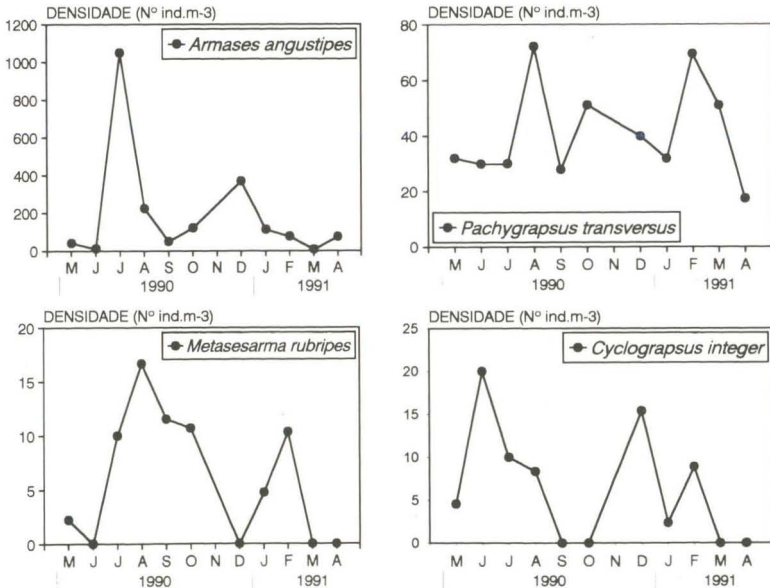 DENSIDADE (Nº ind.m-3)
1200
1000
800
600
400
200
0
Armases angustipes
M J J A S O D J F M A
1990 1991
DENSIDADE (Nº ind.m-3)
80
60
40
20
0
Pachygrapsus transversus
M J J A S O D J F M A
1990 1991
DENSIDADE (Nº ind.m-3)
20
15
10
5
0
Metasesarma rubripes
M J J A S O D J F M A
1990 1991
DENSIDADE (Nº ind.m-3)
25
20
15
10
5
0
Cyclograpsus integer
M J J A S O D J F M A
1990 1991